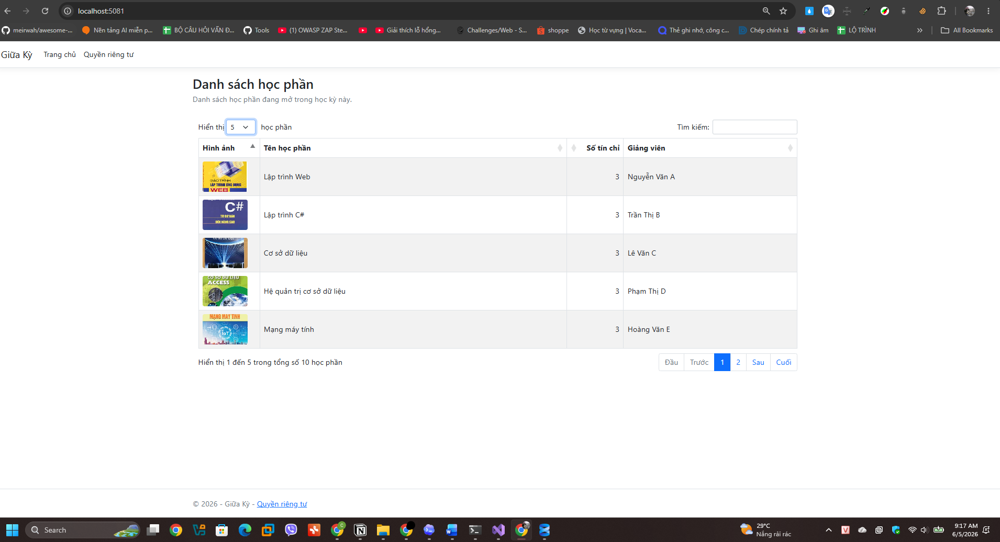 localhost:5081
meirwah/awesome-...
Nền tảng AI miễn p...
BỘ CÂU HỎI VẤN Đ...
Tools
(1) OWASP ZAP Ste...
Giải thích lỗ hổng...
Challenges/Web - S...
shoppe
Học từ vựng | Voca...
Thẻ ghi nhớ, công c...
Chép chính tả
Ghi âm
LỘ TRÌNH
All Bookmarks
Giữa Kỳ
Trang chủ
Quyền riêng tư
Danh sách học phần
Danh sách học phần đang mở trong học kỳ này.
Hiển thị 5 học phần
Tìm kiếm:
Hình ảnh Tên học phần Số tín chỉ Giảng viên
GIÁO TRÌNH
LẬP TRÌNH ỨNG DỤNG
WEB
Lập trình Web 3 Nguyễn Văn A
C#
TỪ CƠ BẢN
ĐẾN NÂNG CAO
Lập trình C# 3 Trần Thị B
Cơ sở dữ liệu 3 Lê Văn C
CƠ SỞ DỮ LIỆU
ACCESS
Hệ quản trị cơ sở dữ liệu 3 Phạm Thị D
MẠNG MÁY TÍNH
IoT
Mạng máy tính 3 Hoàng Văn E
Hiển thị 1 đến 5 trong tổng số 10 học phần
Đầu Trước 1 2 Sau Cuối
© 2026 - Giữa Kỳ - Quyền riêng tư
Search
29°C
Nắng rải rác
9:17 AM
6/5/2026